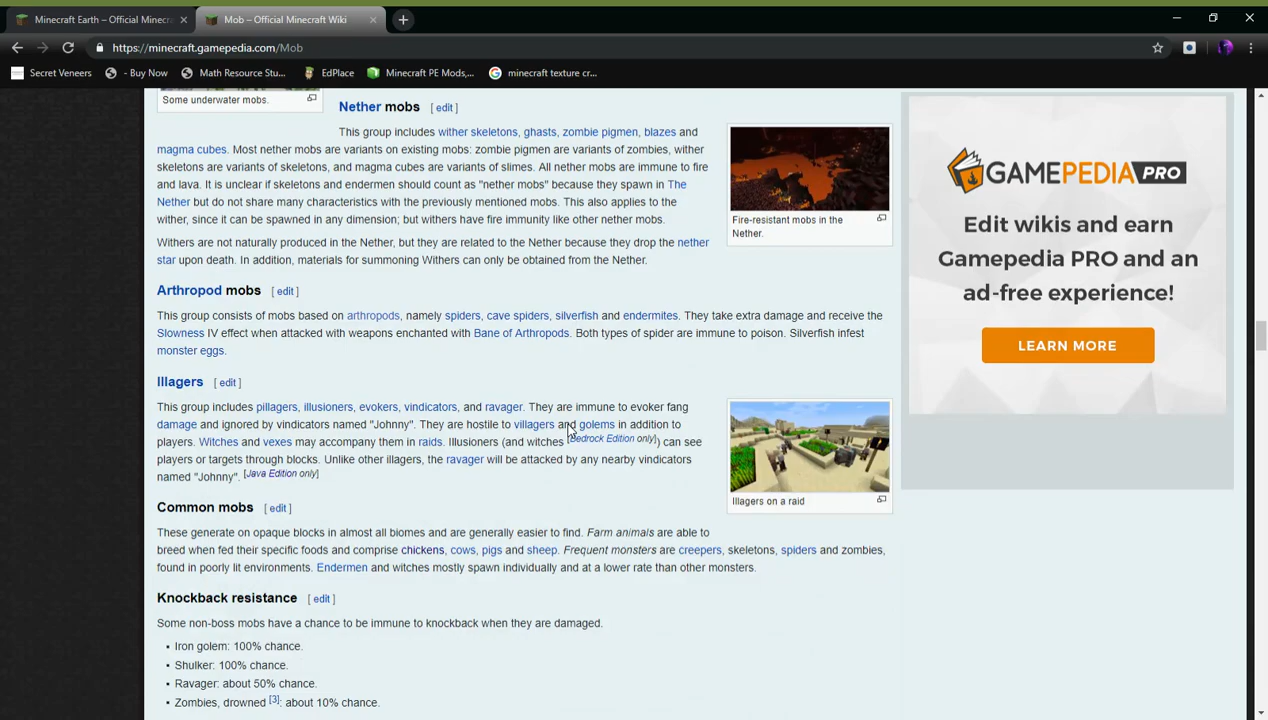 Minecraft Earth – Official Minecr
Mob – Official Minecraft Wiki
https://minecraft.gamepedia.com/Mob
Secret Veneers
- Buy Now
Math Resource Stu...
EdPlace
Minecraft PE Mods,...
minecraft texture cr...
Some underwater mobs.
Nether mobs [ edit ]
This group includes wither skeletons, ghasts, zombie pigmen, blazes and
magma cubes. Most nether mobs are variants on existing mobs: zombie pigmen are variants of zombies, wither
skeletons are variants of skeletons, and magma cubes are variants of slimes. All nether mobs are immune to fire
and lava. It is unclear if skeletons and endermen should count as "nether mobs" because they spawn in The
Nether but do not share many characteristics with the previously mentioned mobs. This also applies to the
wither, since it can be spawned in any dimension; but withers have fire immunity like other nether mobs.
Fire-resistant mobs in the
Nether.
Withers are not naturally produced in the Nether, but they are related to the Nether because they drop the nether
star upon death. In addition, materials for summoning Withers can only be obtained from the Nether.
Arthropod mobs [ edit ]
This group consists of mobs based on arthropods, namely spiders, cave spiders, silverfish and endermites. They take extra damage and receive the
Slowness IV effect when attacked with weapons enchanted with Bane of Arthropods. Both types of spider are immune to poison. Silverfish infest
monster eggs.
Illagers [ edit ]
This group includes pillagers, illusioners, evokers, vindicators, and ravager. They are immune to evoker fang
damage and ignored by vindicators named "Johnny". They are hostile to villagers and golems in addition to
players. Witches and vexes may accompany them in raids. Illusioners (and witches [Bedrock Edition only]) can see
players or targets through blocks. Unlike other illagers, the ravager will be attacked by any nearby vindicators
named "Johnny". [Java Edition only]
Illagers on a raid
Common mobs [ edit ]
These generate on opaque blocks in almost all biomes and are generally easier to find. Farm animals are able to
breed when fed their specific foods and comprise chickens, cows, pigs and sheep. Frequent monsters are creepers, skeletons, spiders and zombies,
found in poorly lit environments. Endermen and witches mostly spawn individually and at a lower rate than other monsters.
Knockback resistance [ edit ]
Some non-boss mobs have a chance to be immune to knockback when they are damaged.
• Iron golem: 100% chance.
• Shulker: 100% chance.
• Ravager: about 50% chance.
• Zombies, drowned [3]: about 10% chance.
GAMEPEDIA PRO
Edit wikis and earn
Gamepedia PRO and an
ad-free experience!
LEARN MORE